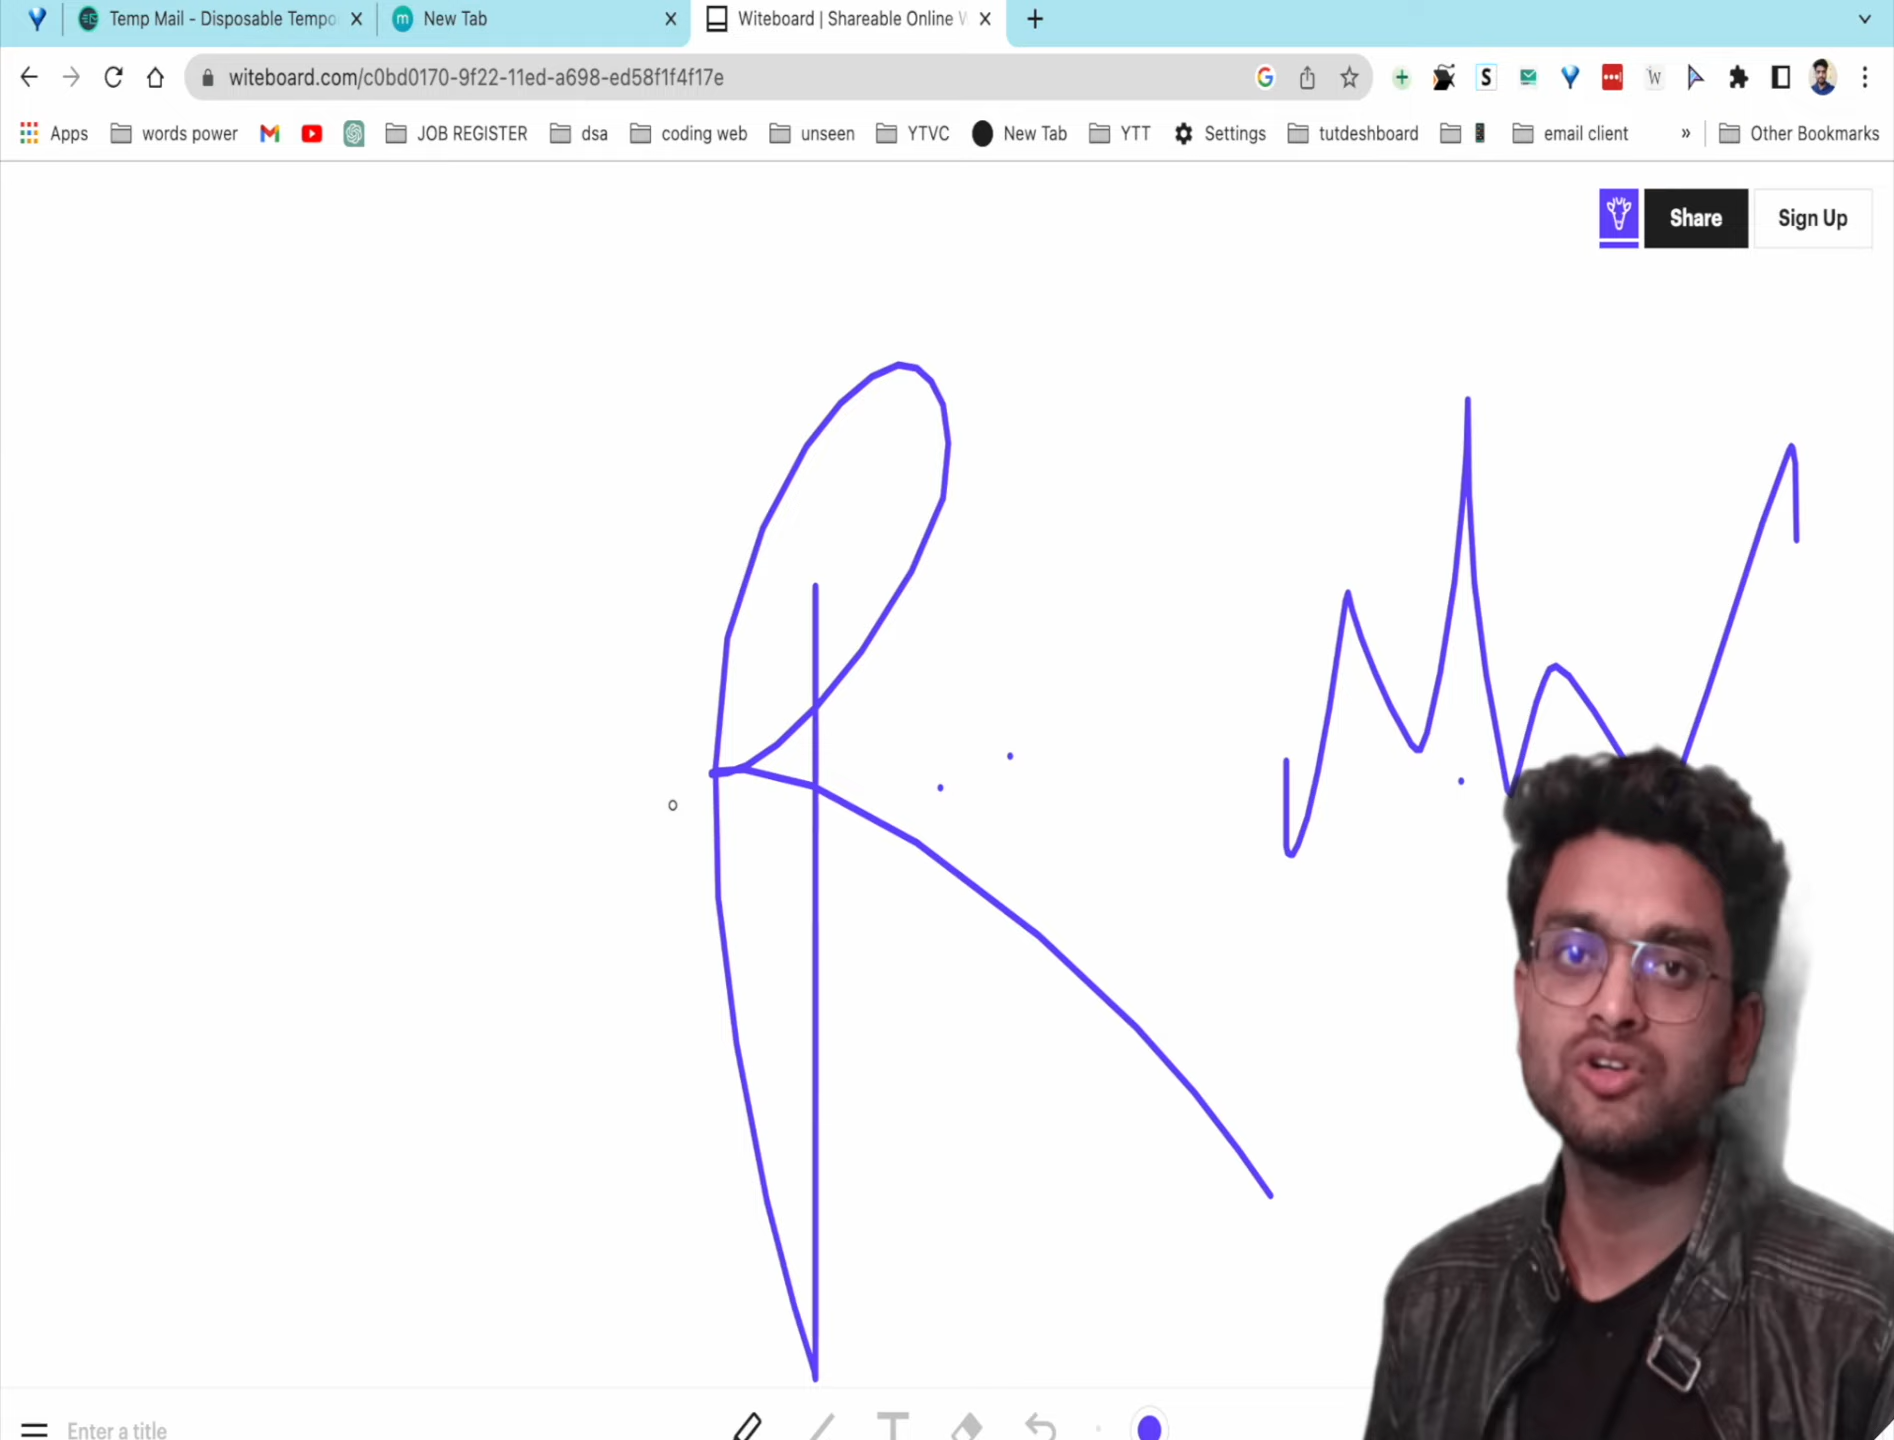 Temp Mail - Disposable Tempo
New Tab
Witeboard | Shareable Online W
witeboard.com/c0bd0170-9f22-11ed-a698-ed58f1f4f17e
Apps words power JOB REGISTER dsa coding web unseen YTVC New Tab YTT Settings tutdeshboard email client » Other Bookmarks
Share Sign Up
R
Enter a title T